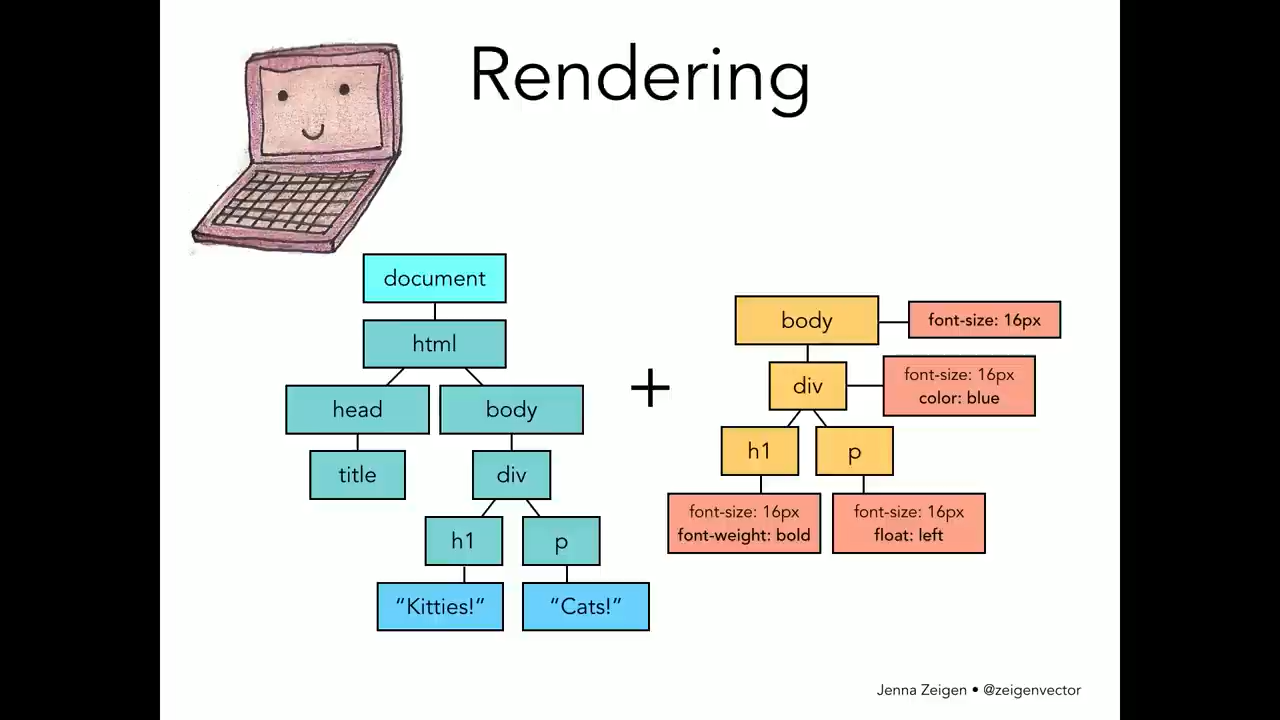 Rendering
document
html
head
body
title
div
h1
p
“Kitties!”
“Cats!”
+
body
font-size: 16px
div
font-size: 16px
color: blue
h1
p
font-size: 16px
font-weight: bold
font-size: 16px
float: left
Jenna Zeigen • @zeigenvector